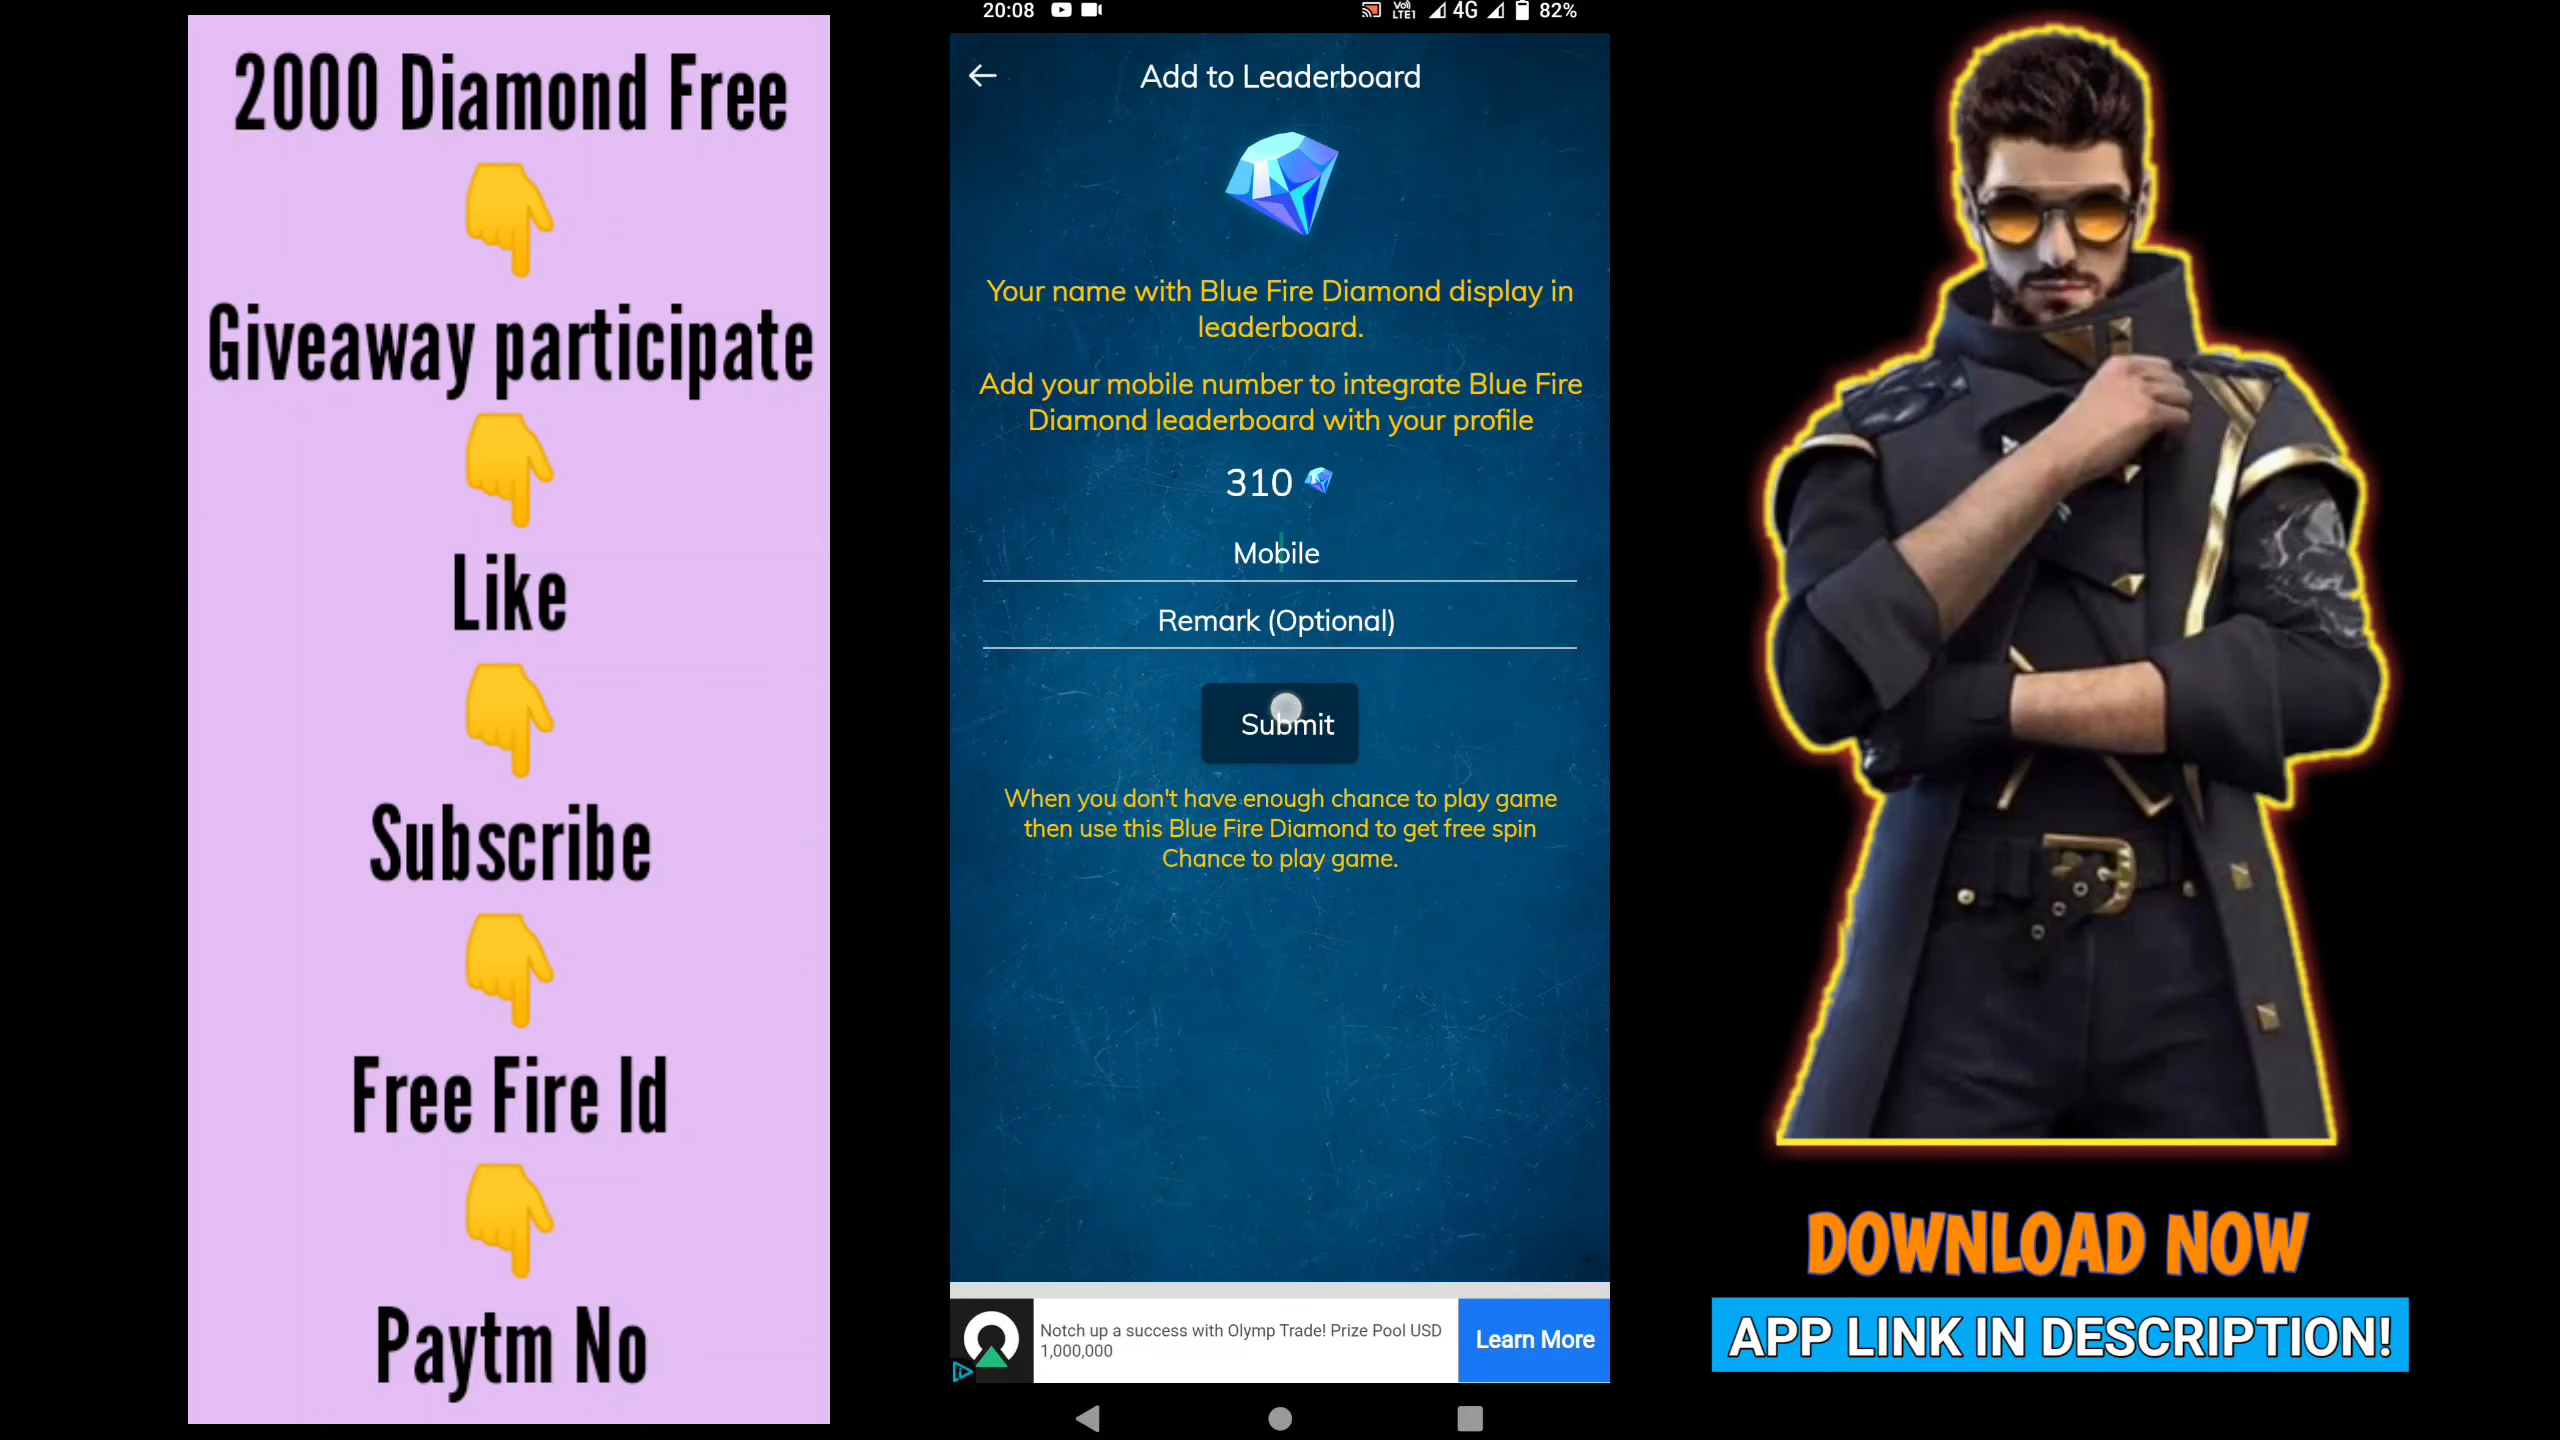 2000 Diamond Free
Giveaway participate
Like
Subscribe
Free Fire Id
Paytm No
20:08
Vo)
LTE1
4G
82%
Add to Leaderboard
Your name with Blue Fire Diamond display in
leaderboard.
Add your mobile number to integrate Blue Fire
Diamond leaderboard with your profile
310
Mobile
Remark (Optional)
Submit
When you don't have enough chance to play game
then use this Blue Fire Diamond to get free spin
Chance to play game.
Notch up a success with Olymp Trade! Prize Pool USD
1,000,000
Learn More
DOWNLOAD NOW
APP LINK IN DESCRIPTION!